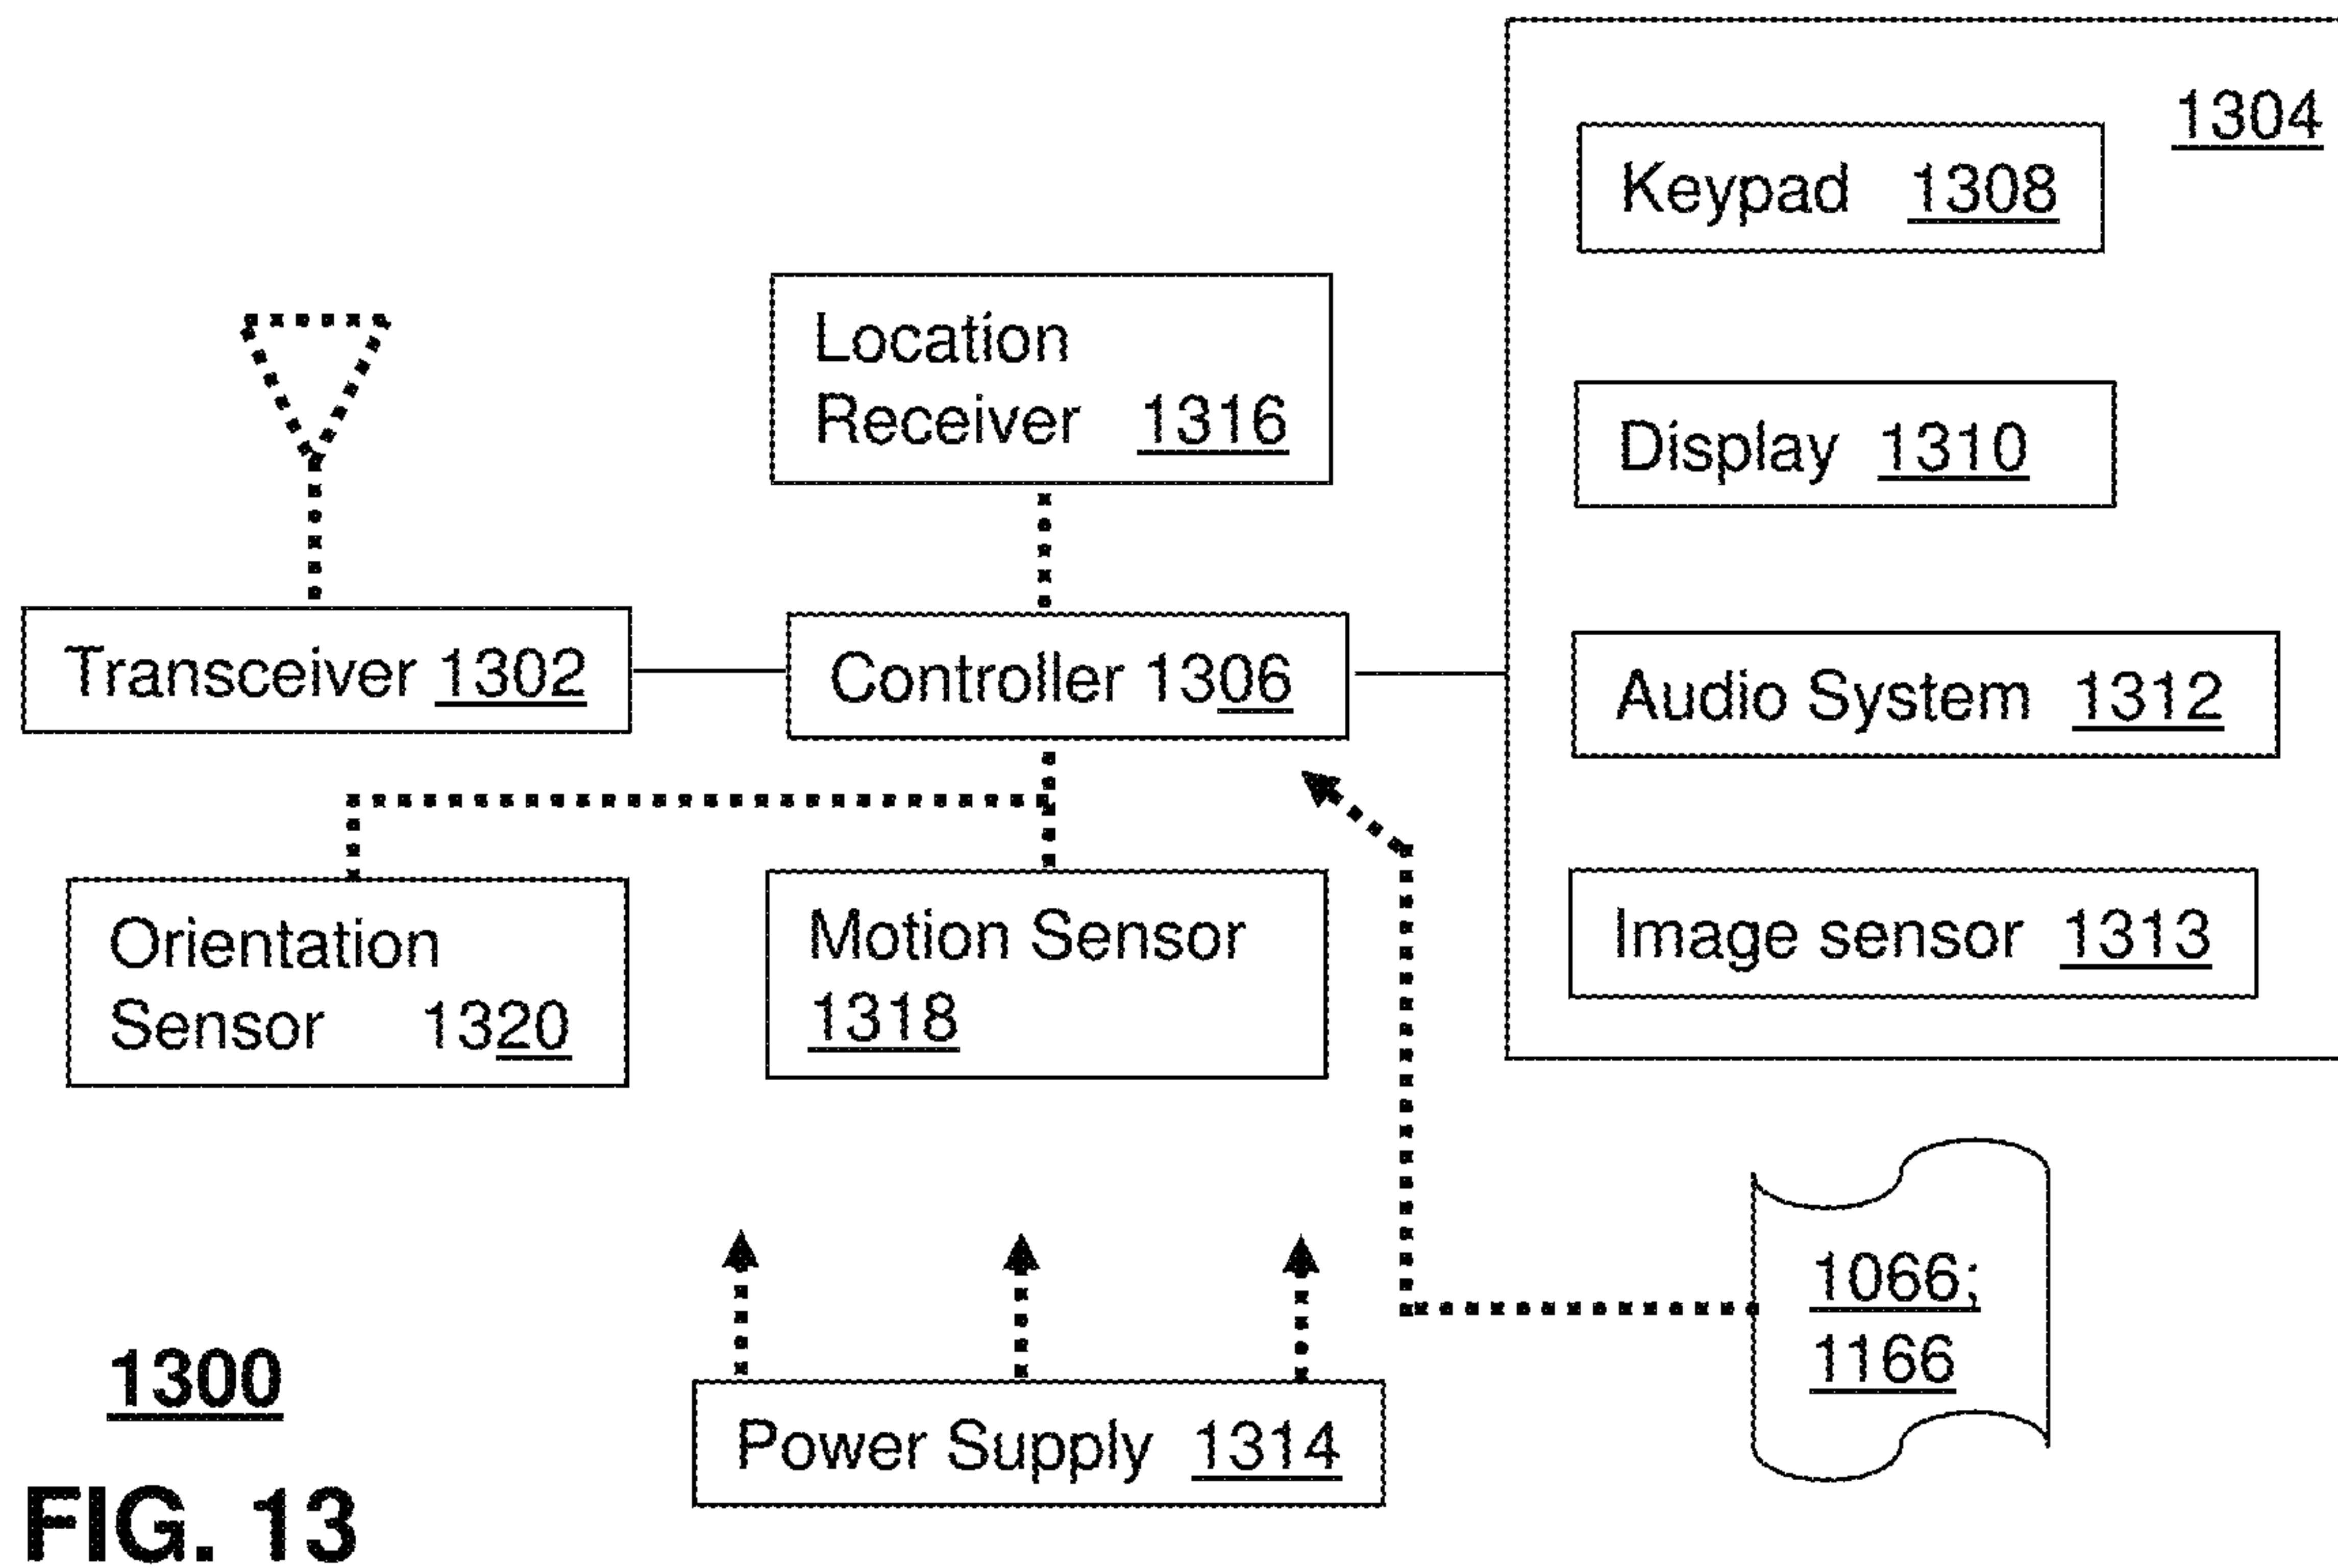 1304
Keypad 1308
Location
Receiver 1316
Display 1310
Transceiver 1302
Controller 1306
Audio System 1312
Orientation
Sensor 1320
Motion Sensor
1318
Image sensor 1313
1066;
1166
Power Supply 1314
1300
FIG. 13